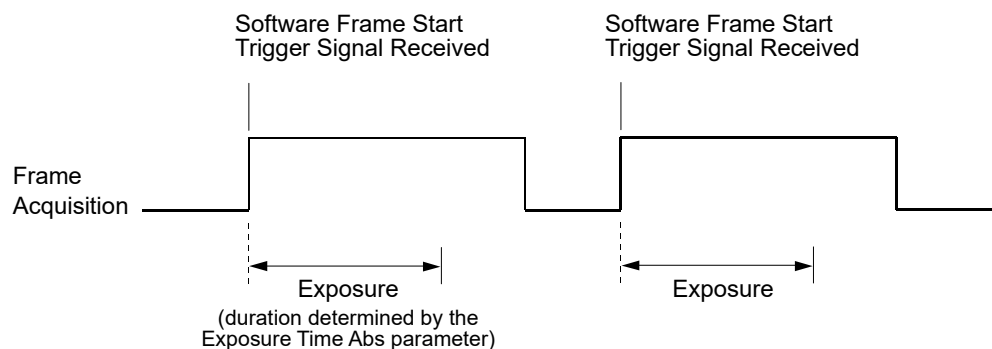 Software Frame Start
Trigger Signal Received
Software Frame Start
Trigger Signal Received
Frame
Acquisition
Exposure
(duration determined by the
Exposure Time Abs parameter)
Exposure